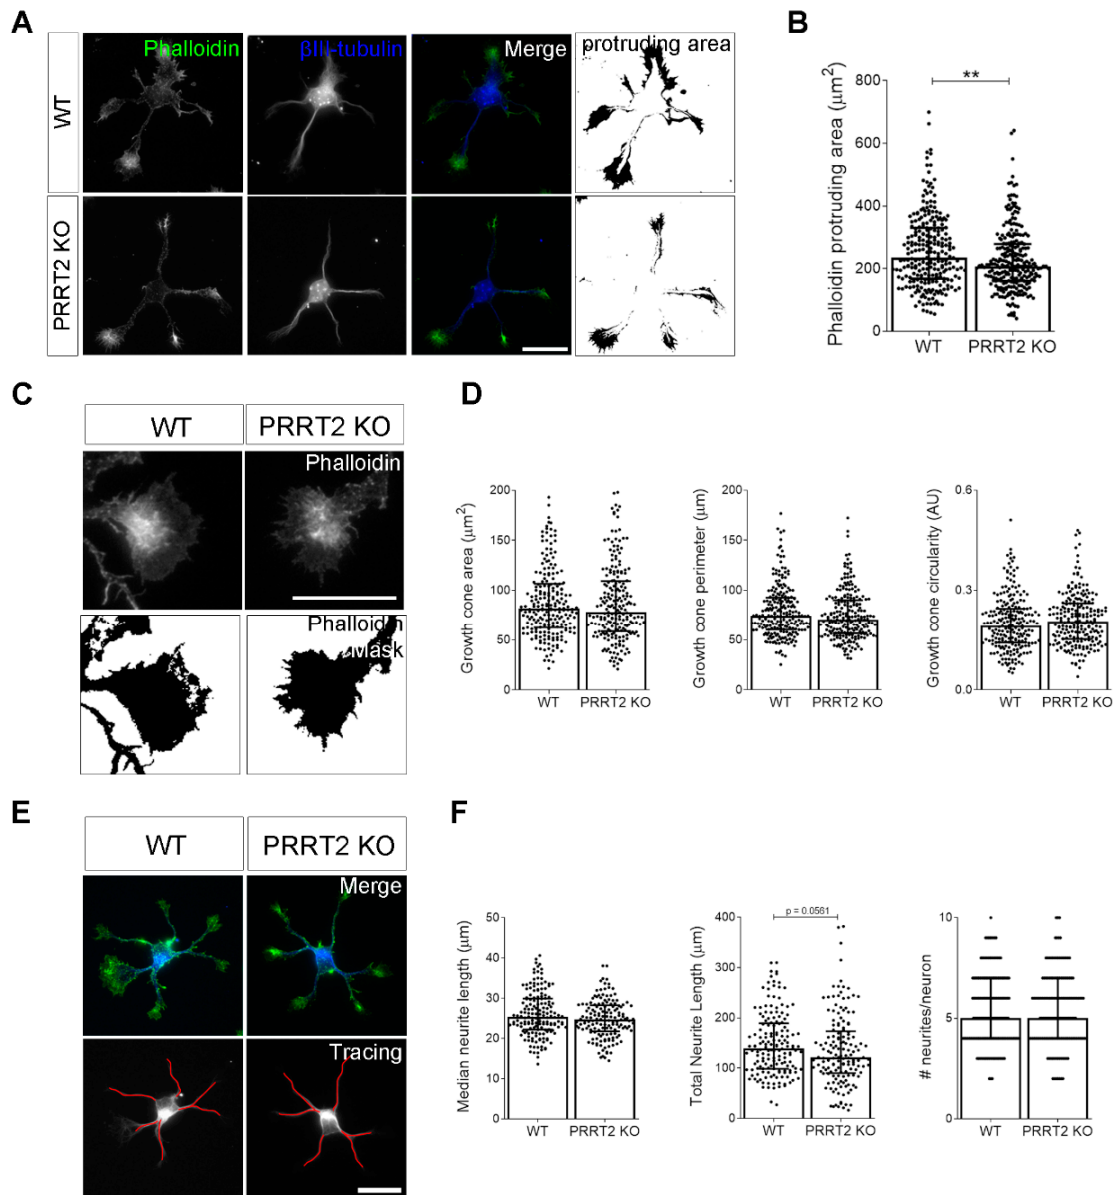 A
Phalloidin
βIII-tubulin
Merge
protruding area
WT
PRRT2 KO
B
Phalloidin protruding area (μm²)
800
600
400
200
0
**
WT
PRRT2 KO
C
WT
PRRT2 KO
Phalloidin
Phalloidin
Mask
D
Growth cone area (μm²)
200
150
100
50
0
WT
PRRT2 KO
Growth cone perimeter (μm)
200
150
100
50
0
WT
PRRT2 KO
Growth cone circularity (AU)
0.6
0.3
0.0
WT
PRRT2 KO
E
WT
PRRT2 KO
Merge
Tracing
F
Median neurite length (μm)
50
40
30
20
10
0
WT
PRRT2 KO
Total Neurite Length (μm)
400
300
200
100
0
p = 0.0561
WT
PRRT2 KO
# neurites/neuron
10
5
0
WT
PRRT2 KO